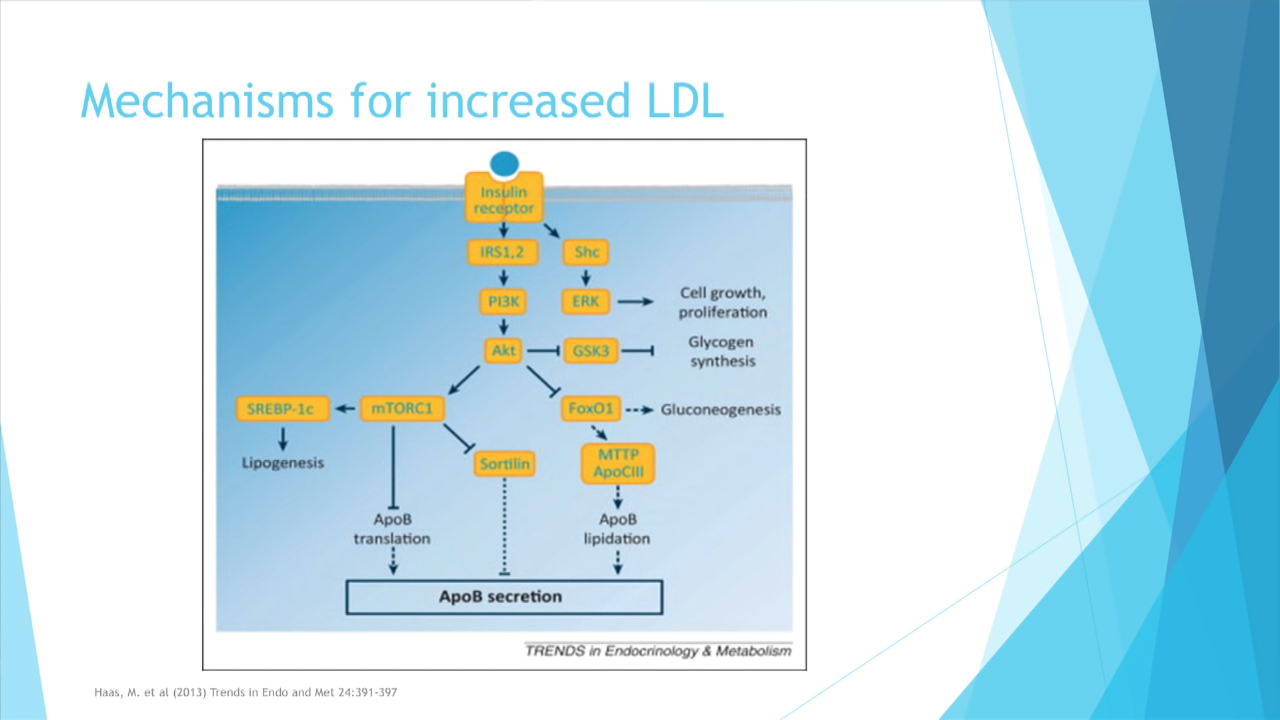 Mechanisms for increased LDL
Insulin
receptor
IRS1,2
Shc
PI3K
ERK
Cell growth,
proliferation
Akt
GSK3
Glycogen
synthesis
SREBP-1c
mTORC1
FoxO1
Gluconeogenesis
Lipogenesis
Sortilin
MTTP
ApoCIII
ApoB
translation
ApoB
lipidation
ApoB secretion
TRENDS in Endocrinology & Metabolism
Haas, M. et al (2013) Trends in Endo and Met 24:391-397